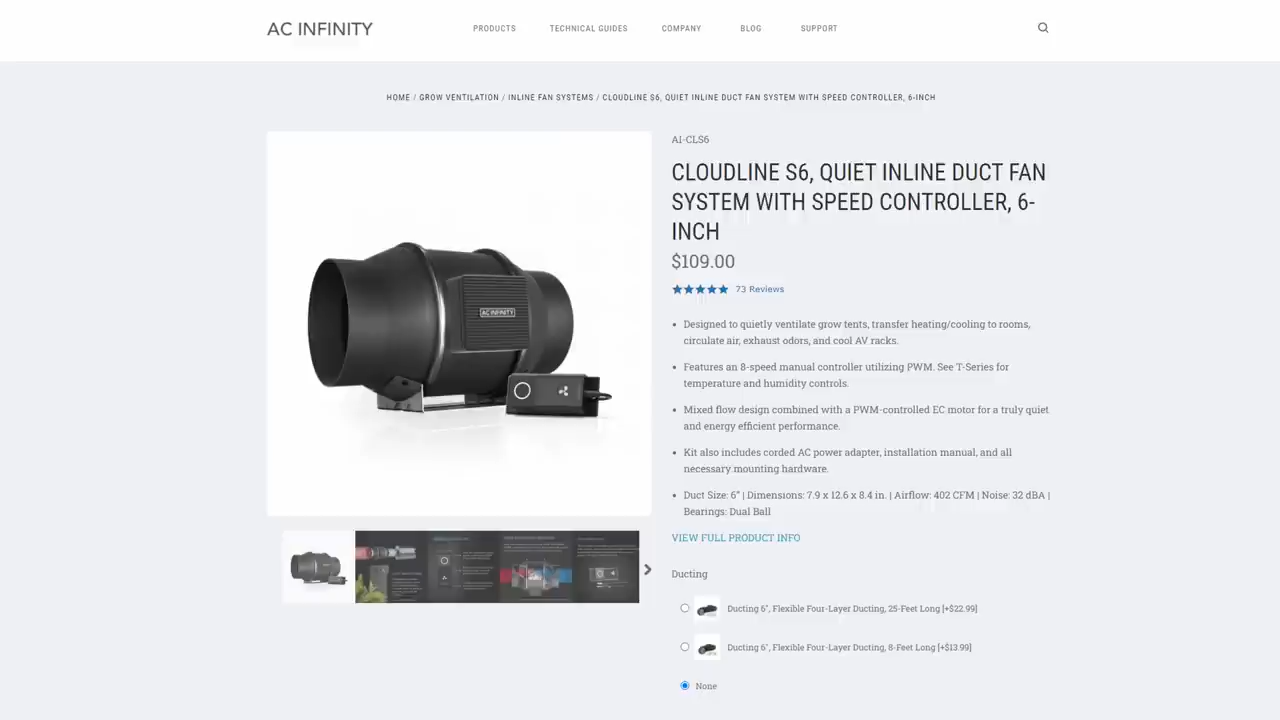 AC INFINITY
PRODUCTS TECHNICAL GUIDES COMPANY BLOG SUPPORT
HOME / GROW VENTILATION / INLINE FAN SYSTEMS / CLOUDLINE S6, QUIET INLINE DUCT FAN SYSTEM WITH SPEED CONTROLLER, 6-INCH
AC INFINITY
AI-CLS6
CLOUDLINE S6, QUIET INLINE DUCT FAN
SYSTEM WITH SPEED CONTROLLER, 6-
INCH
$109.00
73 Reviews
• Designed to quietly ventilate grow tents, transfer heating/cooling to rooms,
circulate air, exhaust odors, and cool AV racks.
• Features an 8-speed manual controller utilizing PWM. See T-Series for
temperature and humidity controls.
• Mixed flow design combined with a PWM-controlled EC motor for a truly quiet
and energy efficient performance.
• Kit also includes corded AC power adapter, installation manual, and all
necessary mounting hardware.
• Duct Size: 6” | Dimensions: 7.9 x 12.6 x 8.4 in. | Airflow: 402 CFM | Noise: 32 dBA |
Bearings: Dual Ball
VIEW FULL PRODUCT INFO
Ducting
Ducting 6", Flexible Four-Layer Ducting, 25-Feet Long [+$22.99]
Ducting 6", Flexible Four-Layer Ducting, 8-Feet Long [+$13.99]
None